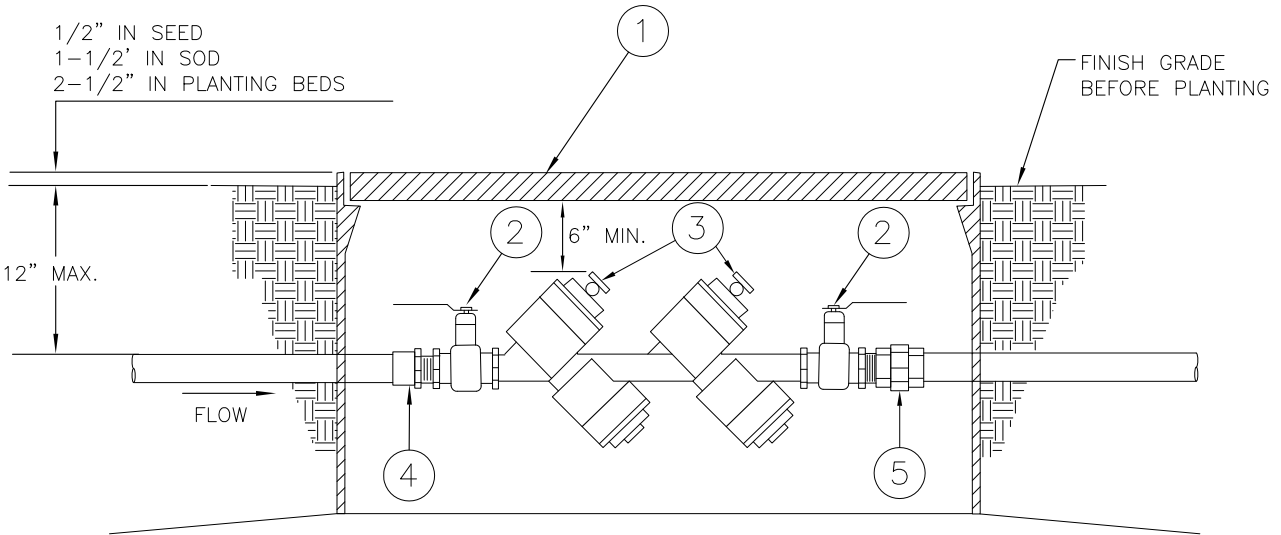 1/2” IN SEED
1-1/2' IN SOD
2-1/2” IN PLANTING BEDS
1
FINISH GRADE
BEFORE PLANTING
2
6” MIN.
3
2
12” MAX.
FLOW
4
5